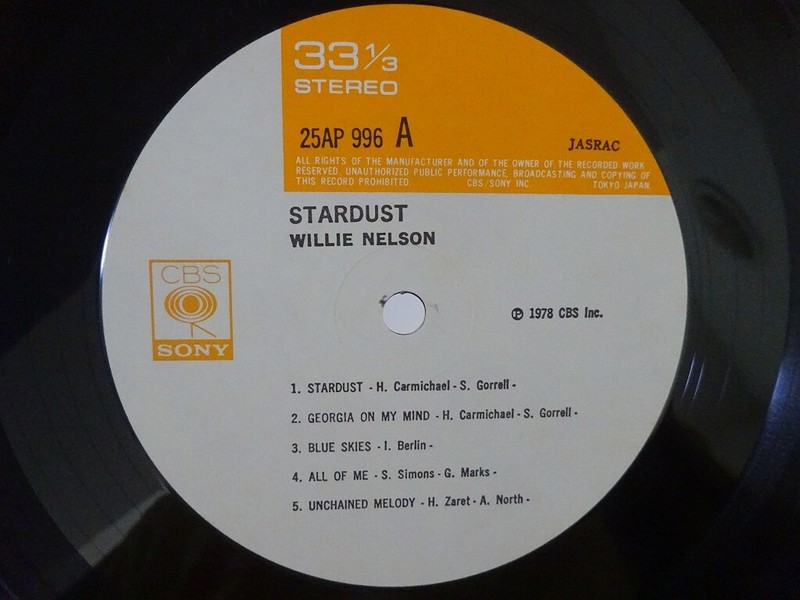 33 1/3
STEREO
25AP 996 A
JASRAC
ALL RIGHTS OF THE MANUFACTURER AND OF THE OWNER OF THE RECORDED WORK
RESERVED. UNAUTHORIZED PUBLIC PERFORMANCE, BROADCASTING AND COPYING OF
THIS RECORD PROHIBITED. CBS/SONY INC. TOKYO JAPAN.
STARDUST
WILLIE NELSON
CBS
SONY
Ⓟ 1978 CBS Inc.
1. STARDUST - H. Carmichael - S. Gorrell -
2. GEORGIA ON MY MIND - H. Carmichael - S. Gorrell -
3. BLUE SKIES - I. Berlin -
4. ALL OF ME - S. Simons - G. Marks -
5. UNCHAINED MELODY - H. Zaret - A. North -